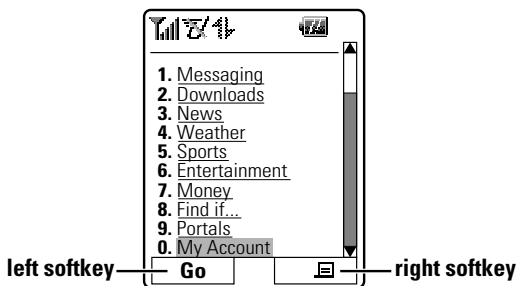 1. Messaging
2. Downloads
3. News
4. Weather
5. Sports
6. Entertainment
7. Money
8. Find if...
9. Portals
0. My Account
left softkey Go right softkey